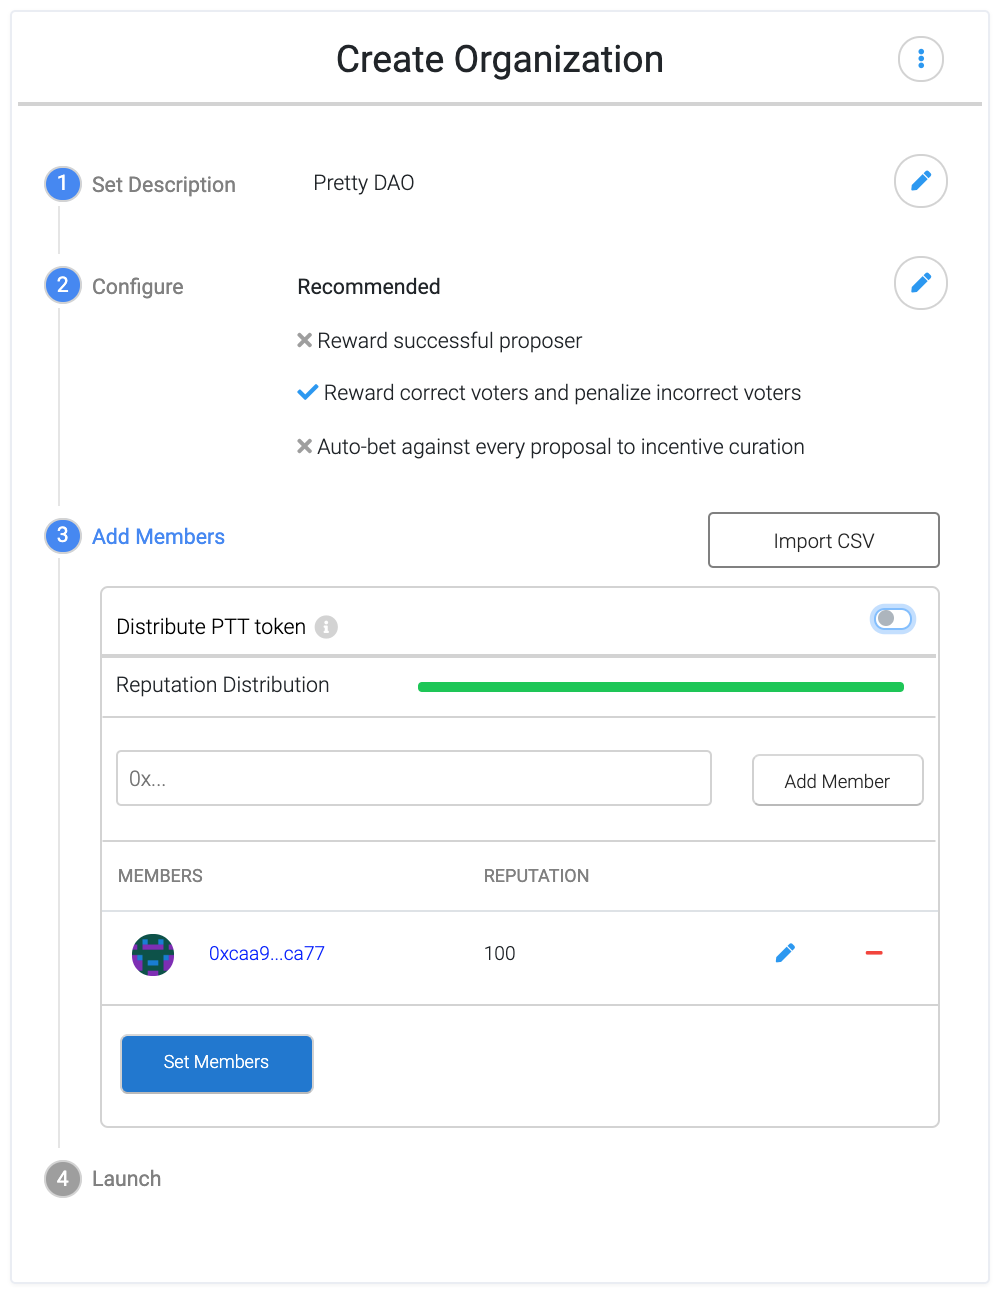 Create Organization
1 Set Description Pretty DAO
2 Configure Recommended
Reward successful proposer
Reward correct voters and penalize incorrect voters
Auto-bet against every proposal to incentive curation
3 Add Members Import CSV
Distribute PTT token
Reputation Distribution
0x... Add Member
MEMBERS REPUTATION
0xcaa9...ca77 100
Set Members
4 Launch